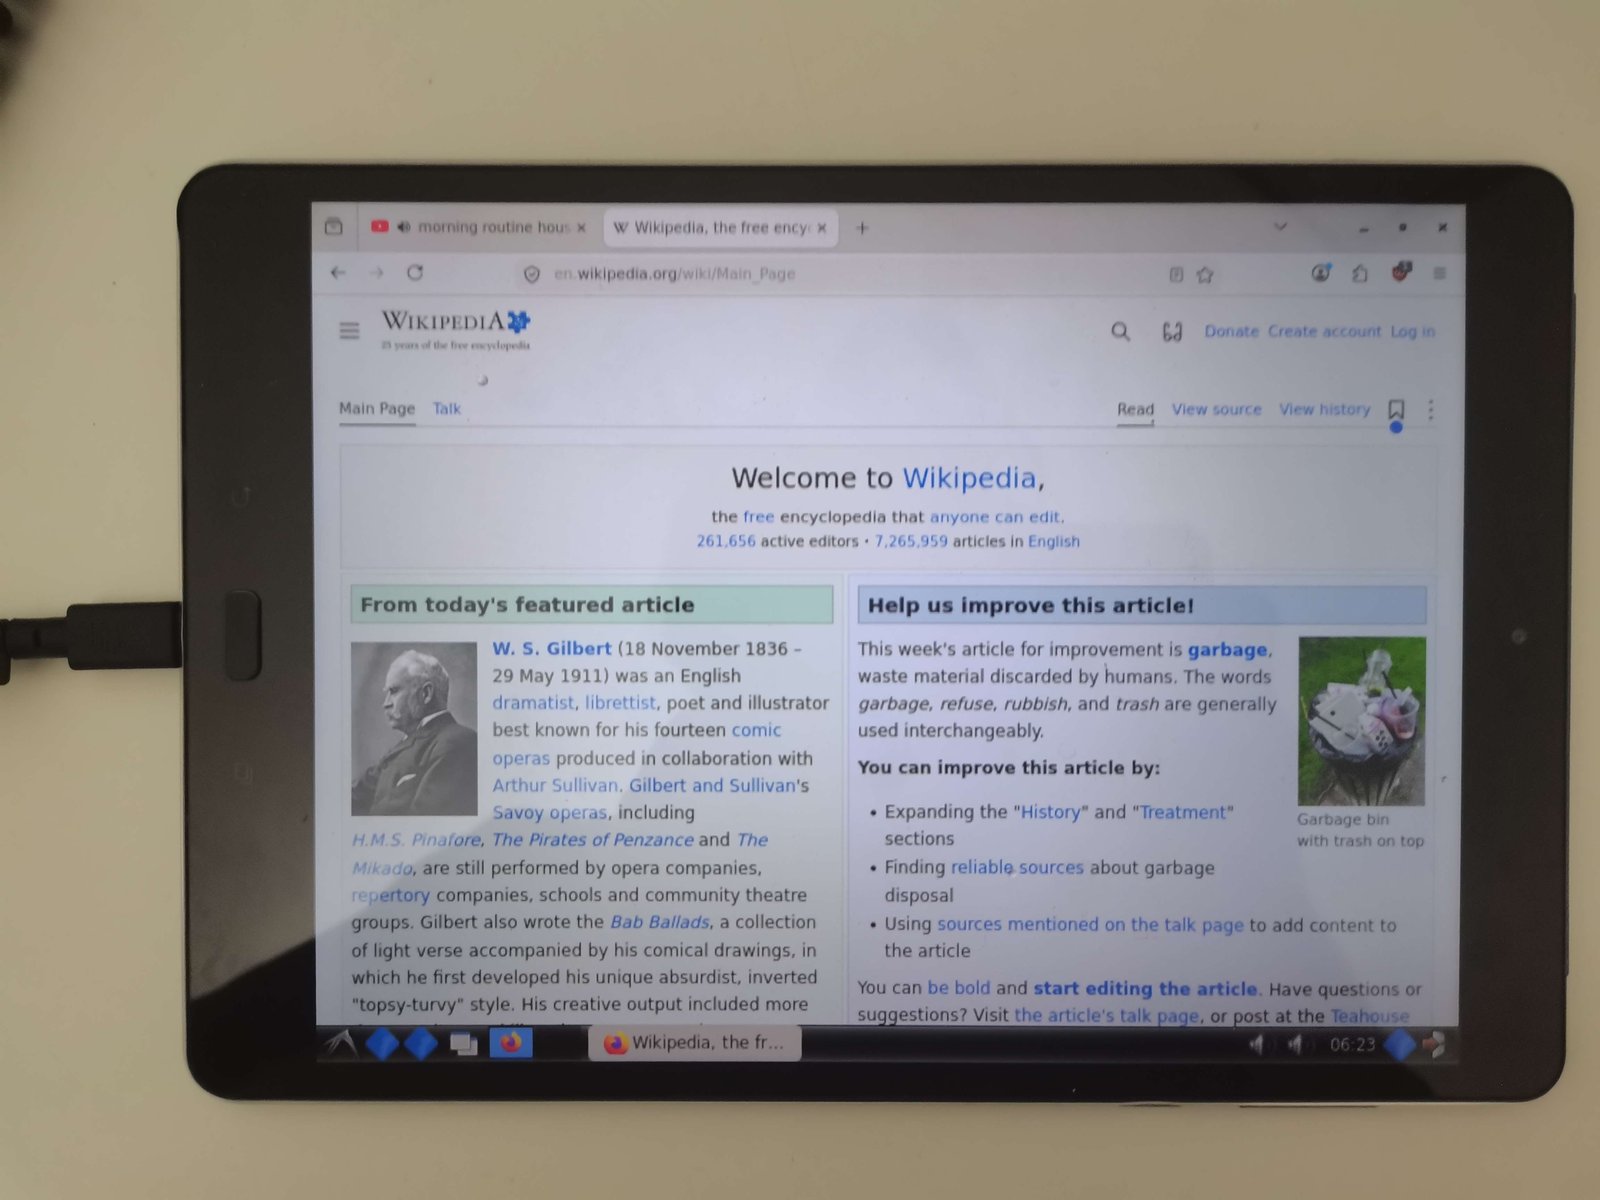 morning routine hous
Wikipedia, the free ency
en.wikipedia.org/wiki/Main_Page
WIKIPEDIA
25 years of the free encyclopedia
Donate Create account Log in
Main Page Talk
Read View source View history
Welcome to Wikipedia,
the free encyclopedia that anyone can edit.
261,656 active editors • 7,265,959 articles in English
From today's featured article
W. S. Gilbert (18 November 1836 –
29 May 1911) was an English
dramatist, librettist, poet and illustrator
best known for his fourteen comic
operas produced in collaboration with
Arthur Sullivan. Gilbert and Sullivan's
Savoy operas, including
H.M.S. Pinafore, The Pirates of Penzance and The
Mikado, are still performed by opera companies,
repertory companies, schools and community theatre
groups. Gilbert also wrote the Bab Ballads, a collection
of light verse accompanied by his comical drawings, in
which he first developed his unique absurdist, inverted
"topsy-turvy" style. His creative output included more
Help us improve this article!
This week's article for improvement is garbage,
waste material discarded by humans. The words
garbage, refuse, rubbish, and trash are generally
used interchangeably.
Garbage bin
with trash on top
You can improve this article by:
• Expanding the "History" and "Treatment"
sections
• Finding reliable sources about garbage
disposal
• Using sources mentioned on the talk page to add content to
the article
You can be bold and start editing the article. Have questions or
suggestions? Visit the article's talk page, or post at the Teahouse
Wikipedia, the fr...
06:23